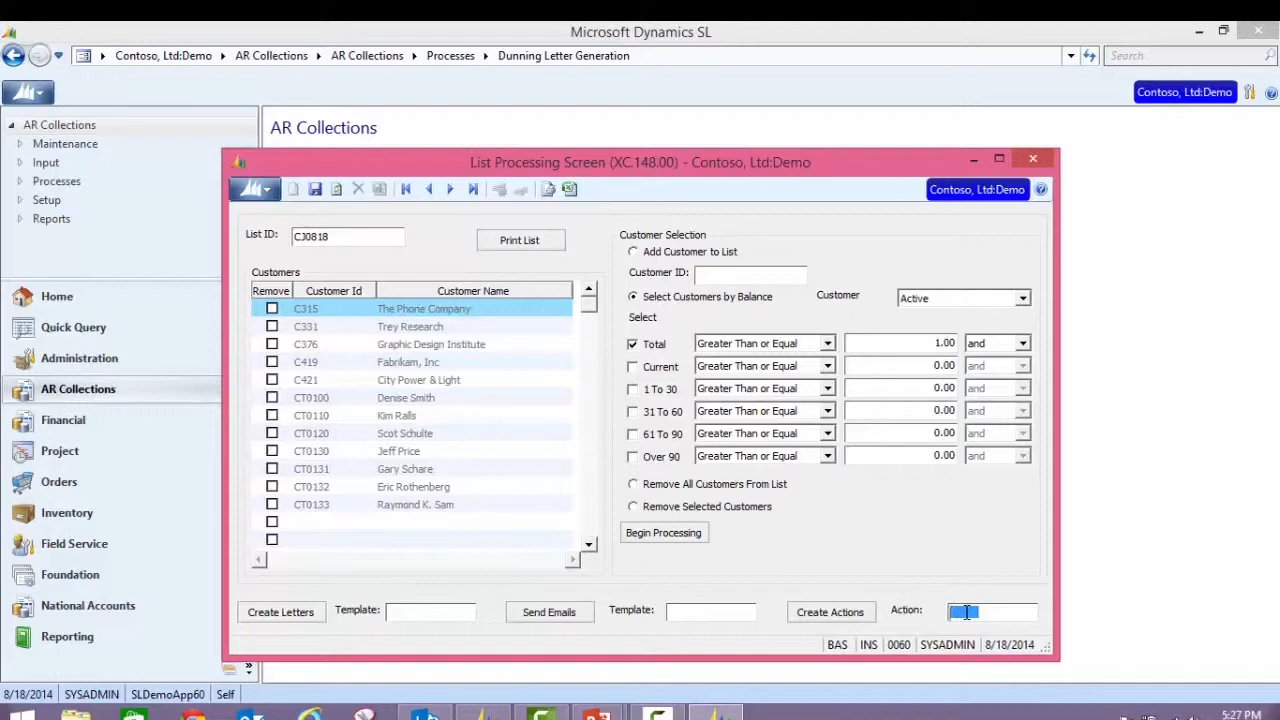 Microsoft Dynamics SL
Contoso, Ltd:Demo AR Collections AR Collections Processes Dunning Letter Generation Search
Contoso, Ltd:Demo
AR Collections
Maintenance
Input
Processes
Setup
Reports
Home
Quick Query
Administration
AR Collections
Financial
Project
Orders
Inventory
Field Service
Foundation
National Accounts
Reporting
AR Collections
List Processing Screen (XC.148.00) - Contoso, Ltd:Demo
Contoso, Ltd:Demo
List ID: CJ0818 Print List
Customers
Remove Customer Id Customer Name
C315 The Phone Company
C331 Trey Research
C376 Graphic Design Institute
C419 Fabrikam, Inc
C421 City Power & Light
CT0100 Denise Smith
CT0110 Kim Ralls
CT0120 Scot Schulte
CT0130 Jeff Price
CT0131 Gary Schare
CT0132 Eric Rothenberg
CT0133 Raymond K. Sam
Customer Selection
Add Customer to List
Customer ID:
Select Customers by Balance Customer Active
Select
Total Greater Than or Equal 1.00 and
Current Greater Than or Equal 0.00 and
1 To 30 Greater Than or Equal 0.00 and
31 To 60 Greater Than or Equal 0.00 and
61 To 90 Greater Than or Equal 0.00 and
Over 90 Greater Than or Equal 0.00 and
Remove All Customers From List
Remove Selected Customers
Begin Processing
Create Letters Template: Send Emails Template: Create Actions Action:
BAS INS 0060 SYSADMIN 8/18/2014
8/18/2014 SYSADMIN SLDemoApp60 Self
5:27 PM